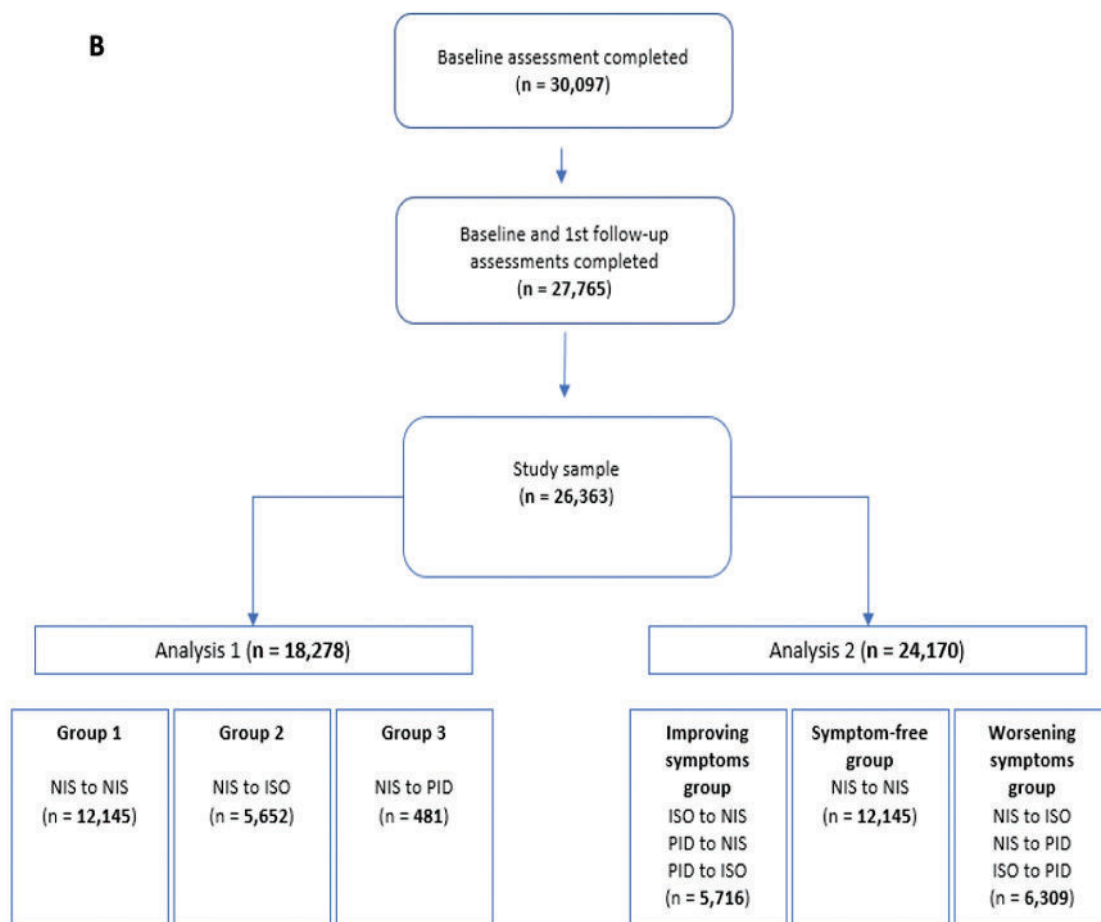 B
Baseline assessment completed
(n = 30,097)
Baseline and 1st follow-up
assessments completed
(n = 27,765)
Study sample
(n = 26,363)
Analysis 1 (n = 18,278)
Group 1
NIS to NIS
(n = 12,145)
Group 2
NIS to ISO
(n = 5,652)
Group 3
NIS to PID
(n = 481)
Analysis 2 (n = 24,170)
Improving
symptoms
group
ISO to NIS
PID to NIS
PID to ISO
(n = 5,716)
Symptom-free
group
NIS to NIS
(n = 12,145)
Worsening
symptoms
group
NIS to ISO
NIS to PID
ISO to PID
(n = 6,309)